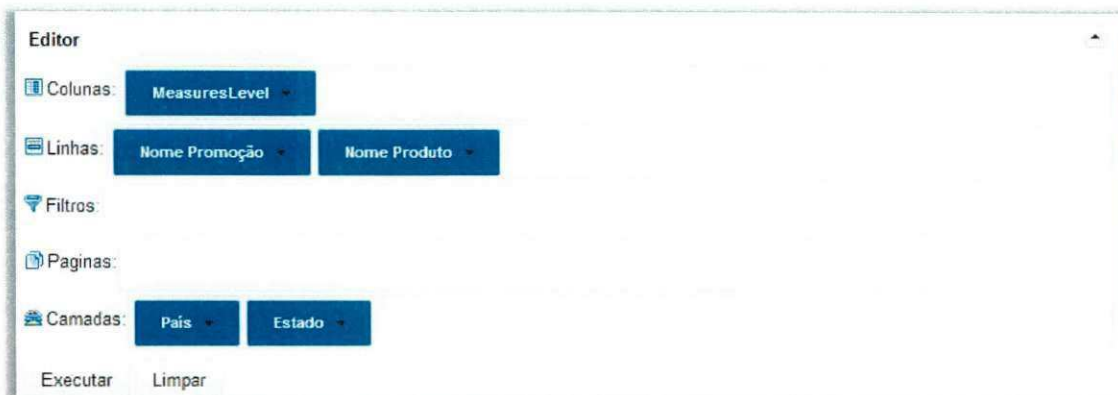 Editor
Colunas: MeasuresLevel
Linhas: Nome Promoção Nome Produto
Filtros:
Paginas:
Camadas: País Estado
Executar Limpar